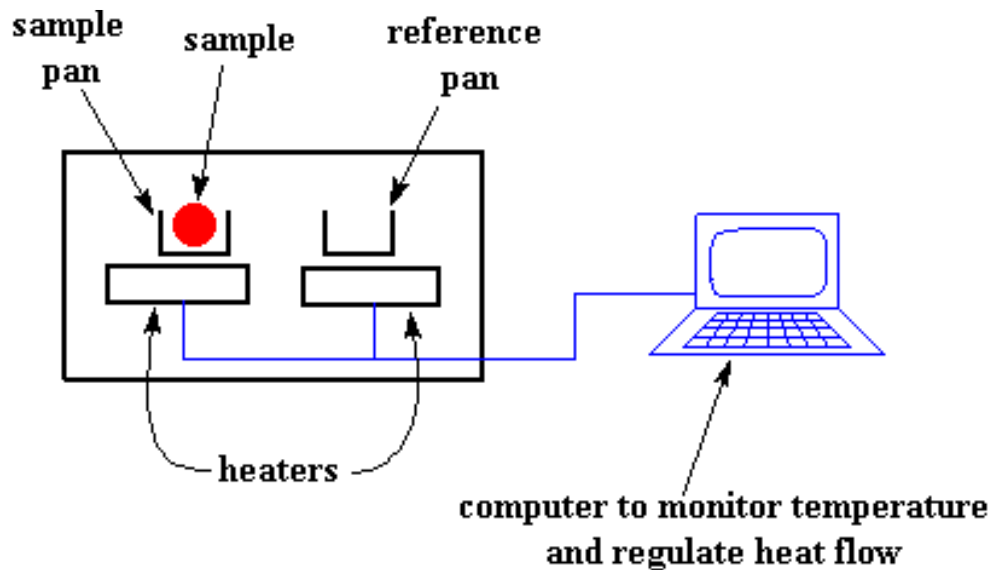 sample
pan
sample
reference
pan
heaters
computer to monitor temperature
and regulate heat flow